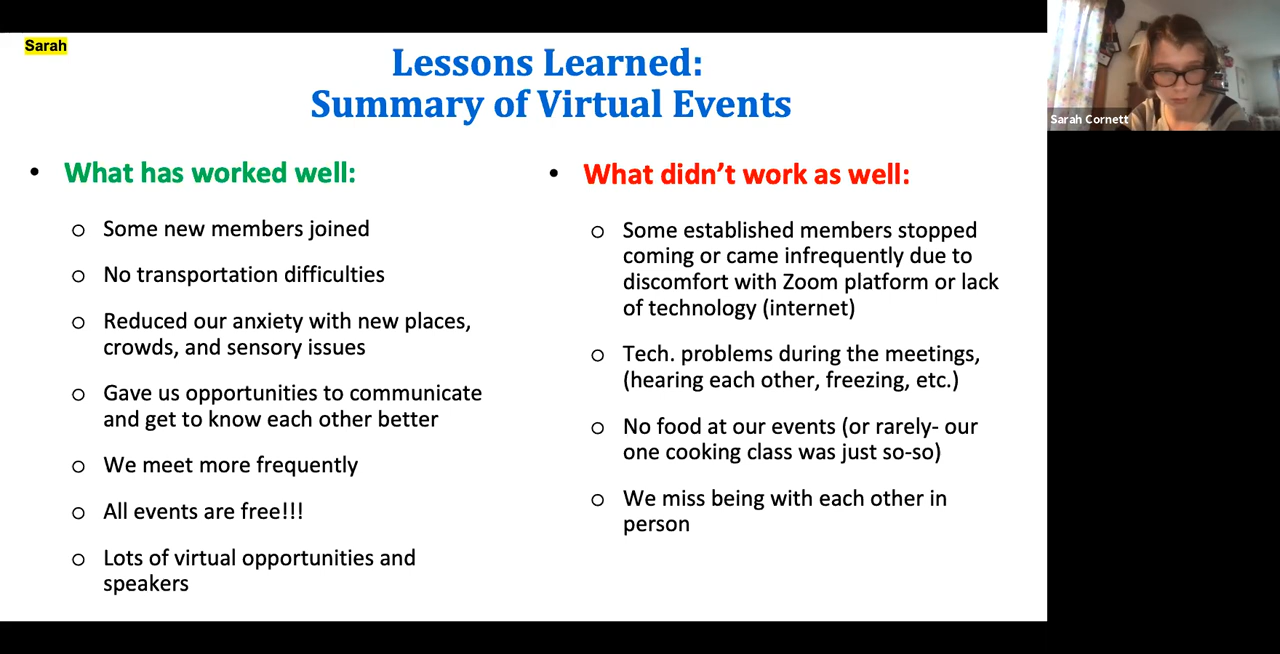 Sarah
Lessons Learned:
Summary of Virtual Events
• What has worked well:
o Some new members joined
o No transportation difficulties
o Reduced our anxiety with new places,
crowds, and sensory issues
o Gave us opportunities to communicate
and get to know each other better
o We meet more frequently
o All events are free!!!
o Lots of virtual opportunities and
speakers
• What didn’t work as well:
o Some established members stopped
coming or came infrequently due to
discomfort with Zoom platform or lack
of technology (internet)
o Tech. problems during the meetings,
(hearing each other, freezing, etc.)
o No food at our events (or rarely- our
one cooking class was just so-so)
o We miss being with each other in
person
Sarah Cornett